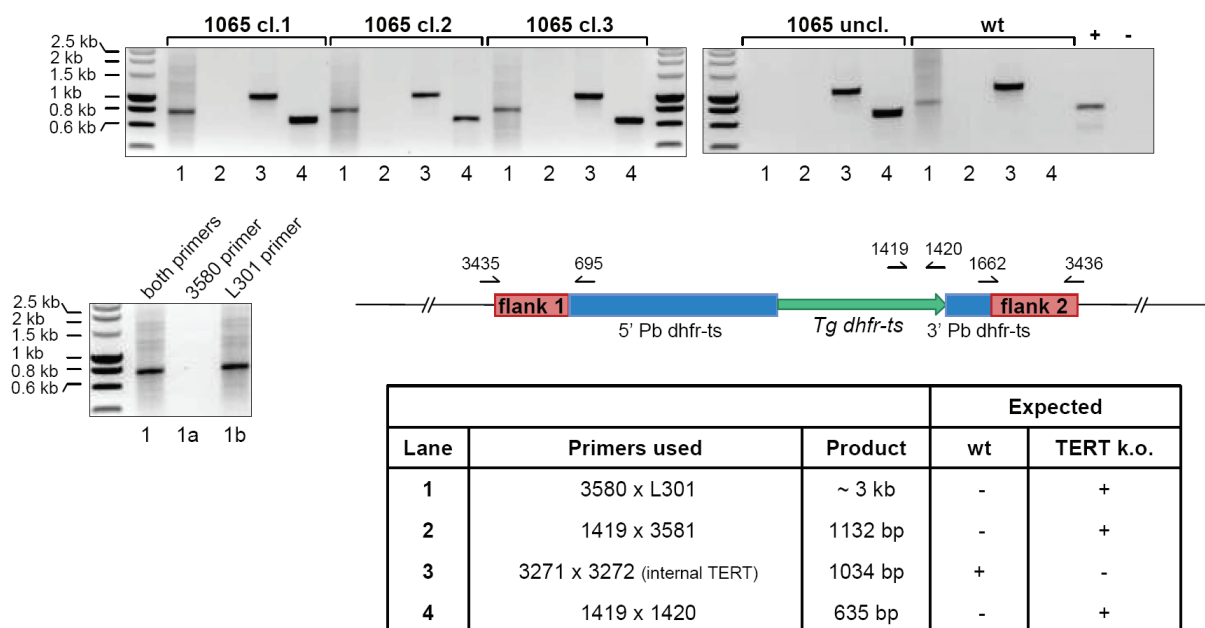 1065 cl.1 1065 cl.2 1065 cl.3 1065 uncl. wt + -
2.5 kb
2 kb
1.5 kb
1 kb
0.8 kb
0.6 kb
1 2 3 4 1 2 3 4 1 2 3 4 1 2 3 4 1 2 3 4
both primers
3580 primer
L301 primer
2.5 kb
2 kb
1.5 kb
1 kb
0.8 kb
0.6 kb
1 1a 1b
3435 695 1419 1420 1662 3436
flank 1 flank 2
5' Pb dhfr-ts Tg dhfr-ts 3' Pb dhfr-ts
Expected
Lane Primers used Product wt TERT k.o.
1 3580 x L301 ~ 3 kb - +
2 1419 x 3581 1132 bp - +
3 3271 x 3272 (internal TERT) 1034 bp + -
4 1419 x 1420 635 bp - +